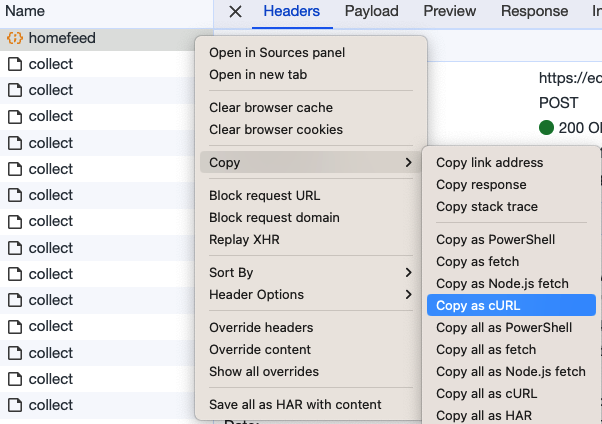 Name
Headers Payload Preview Response
homefeed
collect
collect
collect
collect
collect
collect
collect
collect
collect
collect
collect
collect
collect
collect
https://
POST
200
Open in Sources panel
Open in new tab
Clear browser cache
Clear browser cookies
Copy
Block request URL
Block request domain
Replay XHR
Sort By
Header Options
Override headers
Override content
Show all overrides
Save all as HAR with content
Copy link address
Copy response
Copy stack trace
Copy as PowerShell
Copy as fetch
Copy as Node.js fetch
Copy as cURL
Copy all as PowerShell
Copy all as fetch
Copy all as Node.js fetch
Copy all as cURL
Copy all as HAR